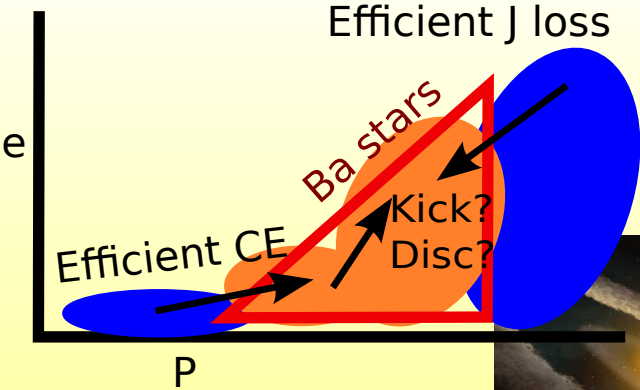 Efficient J loss
e
Ba stars
Kick?
Disc?
Efficient CE
P